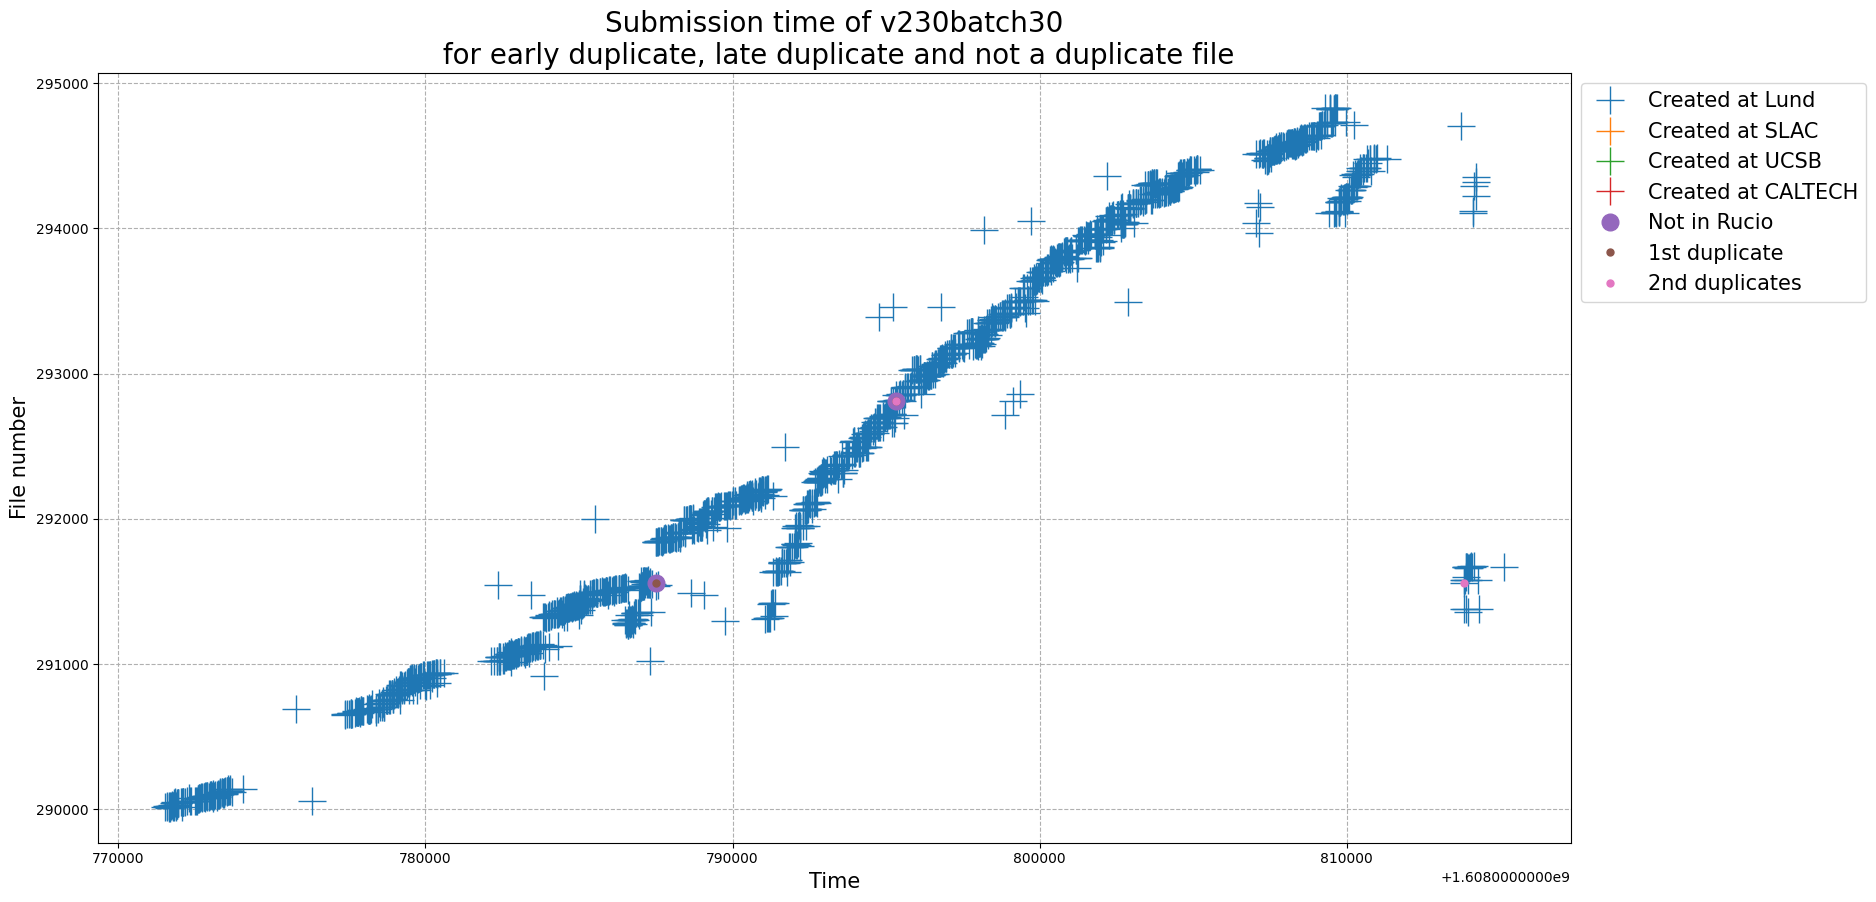 Submission time of v230batch30
for early duplicate, late duplicate and not a duplicate file
295000
294000
293000
292000
291000
290000
File number
770000
780000
790000
800000
810000
+1.6080000000e9
Time
Created at Lund
Created at SLAC
Created at UCSB
Created at CALTECH
Not in Rucio
1st duplicate
2nd duplicates